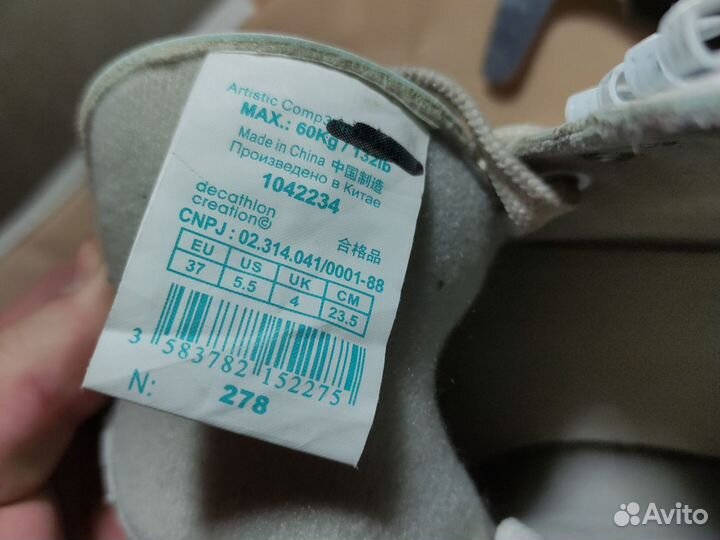 Artistic Comp3
MAX.: 60Kg / 132lb
Made in China 中国制造
Произведено в Китае
1042234
decathlon
creation©
合格品
CNPJ : 02.314.041/0001-88
EU US UK CM
37 5.5 4 23.5
3 583782 152275
N: 278
Avito